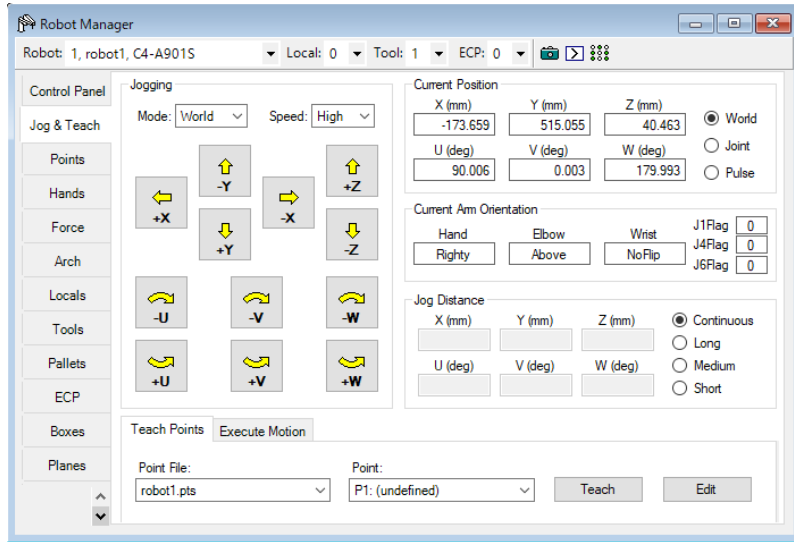 Robot Manager
Robot: 1, robot1, C4-A901S Local: 0 Tool: 1 ECP: 0
Control Panel
Jog & Teach
Points
Hands
Force
Arch
Locals
Tools
Pallets
ECP
Boxes
Planes
Jogging
Mode: World Speed: High
-Y +Z
+X -X
+Y -Z
-U -V -W
+U +V +W
Current Position
X (mm) Y (mm) Z (mm)
-173.659 515.055 40.463
U (deg) V (deg) W (deg)
90.006 0.003 179.993
World
Joint
Pulse
Current Arm Orientation
Hand Elbow Wrist
Righty Above NoFlip
J1Flag 0
J4Flag 0
J6Flag 0
Jog Distance
X (mm) Y (mm) Z (mm)
U (deg) V (deg) W (deg)
Continuous
Long
Medium
Short
Teach Points Execute Motion
Point File: Point:
robot1.pts P1: (undefined) Teach Edit